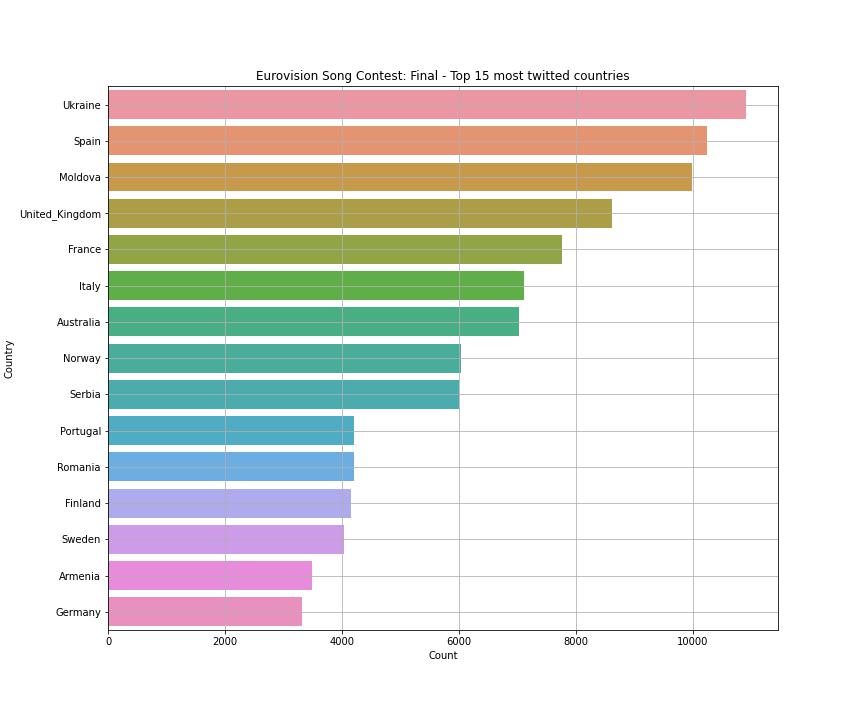 Eurovision Song Contest: Final - Top 15 most twitted countries
Country
Ukraine
Spain
Moldova
United_Kingdom
France
Italy
Australia
Norway
Serbia
Portugal
Romania
Finland
Sweden
Armenia
Germany
0 2000 4000 6000 8000 10000
Count